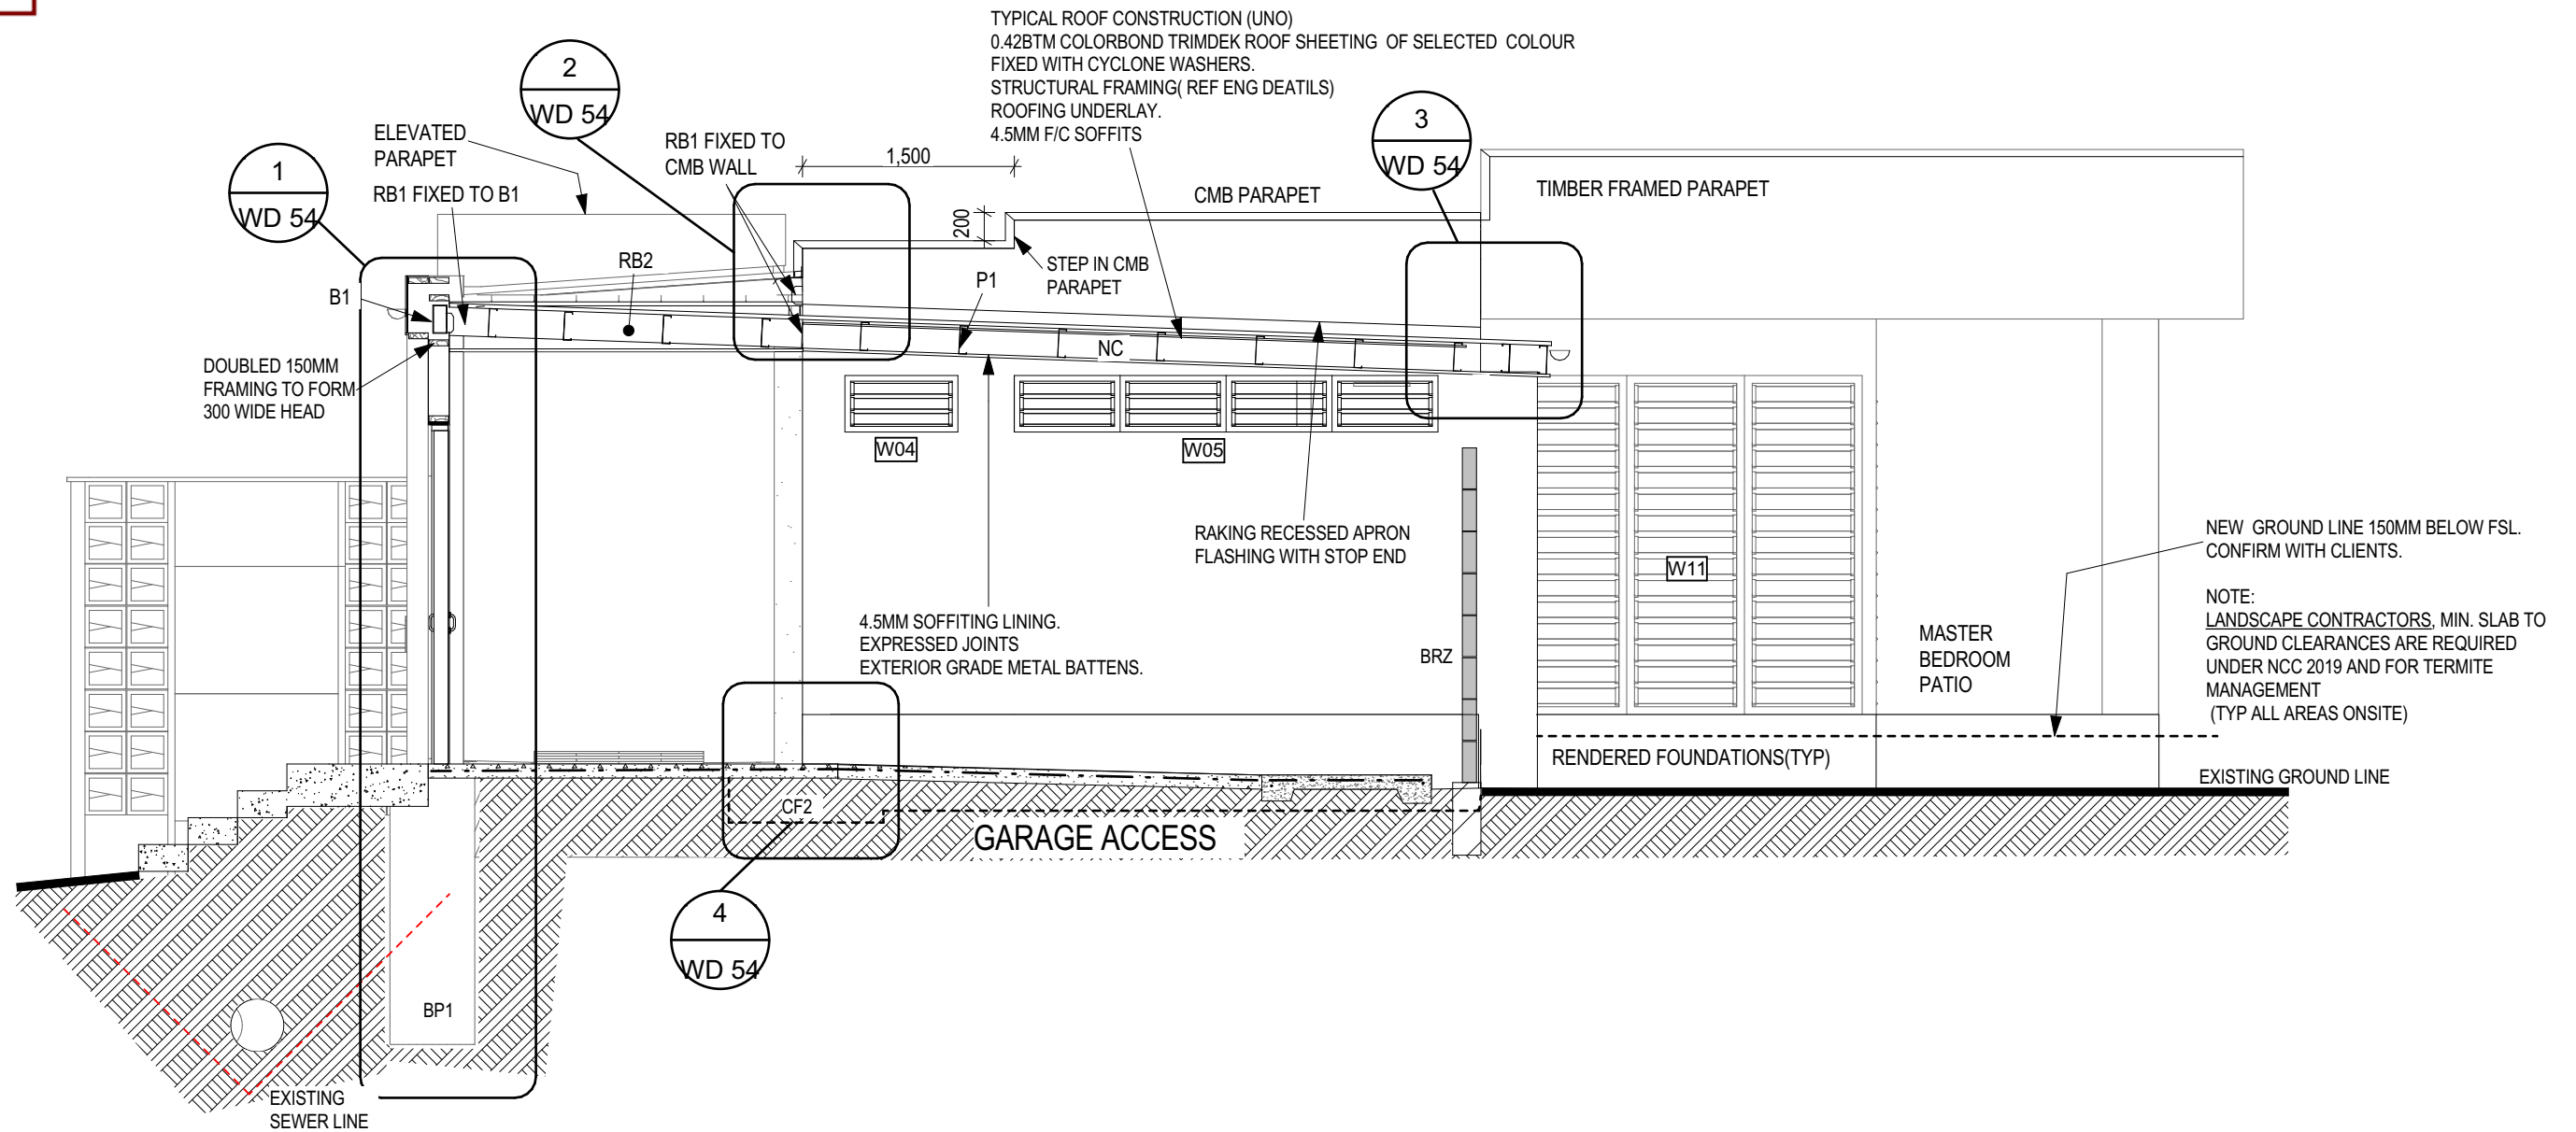 TYPICAL ROOF CONSTRUCTION (UNO)
0.42BTM COLORBOND TRIMDEK ROOF SHEETING OF SELECTED COLOUR
FIXED WITH CYCLONE WASHERS.
STRUCTURAL FRAMING( REF ENG DEATILS)
ROOFING UNDERLAY.
4.5MM F/C SOFFITS
2
WD 54
3
WD 54
1
WD 54
ELEVATED
PARAPET
RB1 FIXED TO B1
RB1 FIXED TO
CMB WALL
1,500
200
CMB PARAPET
TIMBER FRAMED PARAPET
STEP IN CMB
PARAPET
B1
RB2
P1
NC
DOUBLED 150MM
FRAMING TO FORM
300 WIDE HEAD
W04
W05
RAKING RECESSED APRON
FLASHING WITH STOP END
W11
4.5MM SOFFITING LINING.
EXPRESSED JOINTS
EXTERIOR GRADE METAL BATTENS.
BRZ
MASTER
BEDROOM
PATIO
NEW GROUND LINE 150MM BELOW FSL.
CONFIRM WITH CLIENTS.
NOTE:
LANDSCAPE CONTRACTORS, MIN. SLAB TO
GROUND CLEARANCES ARE REQUIRED
UNDER NCC 2019 AND FOR TERMITE
MANAGEMENT
(TYP ALL AREAS ONSITE)
RENDERED FOUNDATIONS(TYP)
EXISTING GROUND LINE
CF2
GARAGE ACCESS
4
WD 54
BP1
EXISTING
SEWER LINE